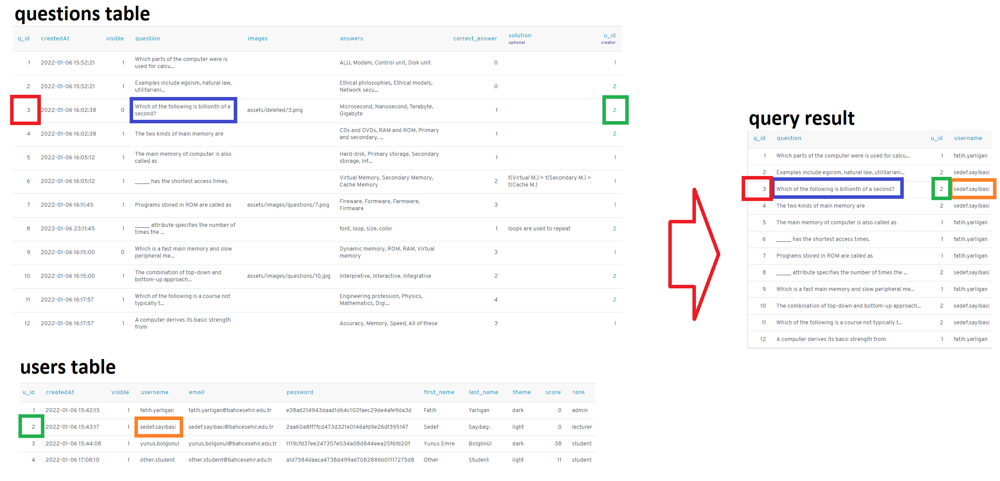 questions table
q_id createdAt visible question images answers correct_answer solution optional u_id creator
1 2022-01-06 15:52:21 1 Which parts of the computer were is used for calcu... ALU, Modem, Control unit, Disk unit 0 1
2 2022-01-06 15:52:21 1 Examples include egoism, natural law, utilitariani... Ethical philosophies, Ethical models, Network secu... 0 2
3 2022-01-06 16:02:38 0 Which of the following is billionth of a second? assets/deleted/3.png Microsecond, Nanosecond, Terabyte, Gigabyte 1 2
4 2022-01-06 16:02:38 1 The two kinds of main memory are CDs and DVDs, RAM and ROM, Primary and secondary, ... 1 2
5 2022-01-06 16:05:12 1 The main memory of computer is also called as Hard-disk, Primary storage, Secondary storage, Int... 1 1
6 2022-01-06 16:05:12 1 _____ has the shortest access times. Virtual Memory, Secondary Memory, Cache Memory 2 t(Virtual M.) > t(Secondary M.) > t(Cache M.) 1
7 2022-01-06 16:11:45 1 Programs stored in ROM are called as assets/images/questions/7.png Fireware, Formware, Farmware, Firmware 3 1
8 2022-01-06 23:11:45 1 _____ attribute specifies the number of times the ... font, loop, size, color 1 loops are used to repeat 2
9 2022-01-06 16:15:00 0 Which is a fast main memory and slow peripheral me... Dynamic memory, ROM, RAM, Virtual memory 3 1
10 2022-01-06 16:15:00 1 The combination of top-down and bottom-up approach... assets/images/questions/10.jpg Interpretive, Interactive, Integrative 2 2
11 2022-01-06 16:17:57 1 Which of the following is a course not typically t... Engineering profession, Physics, Mathematics, Digi... 4 2
12 2022-01-06 16:17:57 1 A computer derives its basic strength from Accuracy, Memory, Speed, All of these 3 1
query result
q_id question u_id username
1 Which parts of the computer were is used for calcu... 1 fatih.yarligan
2 Examples include egoism, natural law, utilitariani... 2 sedef.sayibasi
3 Which of the following is billionth of a second? 2 sedef.sayibasi
4 The two kinds of main memory are 2 sedef.sayibasi
5 The main memory of computer is also called as 1 fatih.yarligan
6 _____ has the shortest access times. 1 fatih.yarligan
7 Programs stored in ROM are called as 1 fatih.yarligan
8 _____ attribute specifies the number of times the ... 2 sedef.sayibasi
9 Which is a fast main memory and slow peripheral me... 1 fatih.yarligan
10 The combination of top-down and bottom-up approach... 2 sedef.sayibasi
11 Which of the following is a course not typically t... 2 sedef.sayibasi
12 A computer derives its basic strength from 1 fatih.yarligan
users table
u_id createdAt visible username email password first_name last_name theme score rank
1 2022-01-06 15:42:15 1 fatih.yarligan fatih.yarligan@bahcesehir.edu.tr e38ad214943daad1d64c102faec29de4afe9da3d Fatih Yarlıgan dark 0 admin
2 2022-01-06 15:43:17 1 sedef.sayibasi sedef.sayibasi@bahcesehir.edu.tr 2aa60a8ff7fcd473d321e0146afd9e26df395147 Sedef Sayıbaşı light 0 lecturer
3 2022-01-06 15:44:08 1 yunus.bolgonul yunus.bolgonul@bahcesehir.edu.tr 1119cfd37ee247357e034a08d844eea25f6fd20f Yunus Emre Bolgönül dark 38 student
4 2022-01-06 17:08:10 1 other.student other.student@bahcesehir.edu.tr a1d7584daaca4738d499ad7082886b01117275d8 Other Student light 11 student